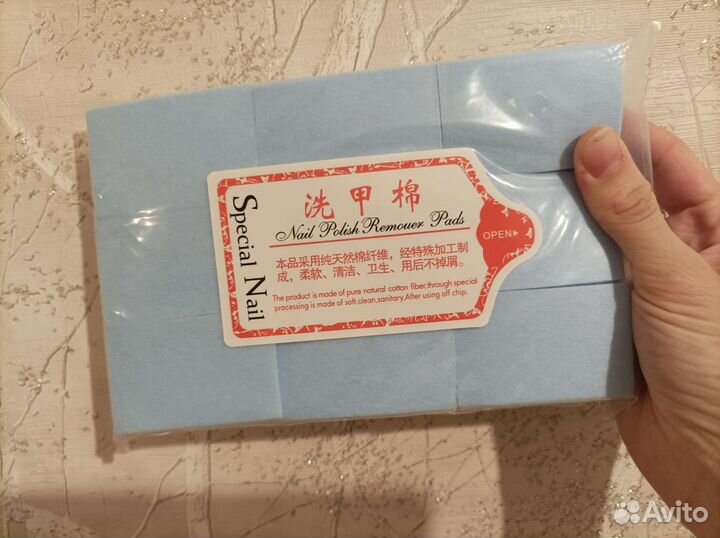 Special Nail
洗甲棉
Nail Polish Remouer Pads
本品采用纯天然棉纤维，经特殊加工制
成，柔软、清洁、卫生、用后不掉屑。
The product is made of pure natural cotton fiber,through special
processing is made of soft,clean,sanitary.After using off chip.
OPEN
Avito